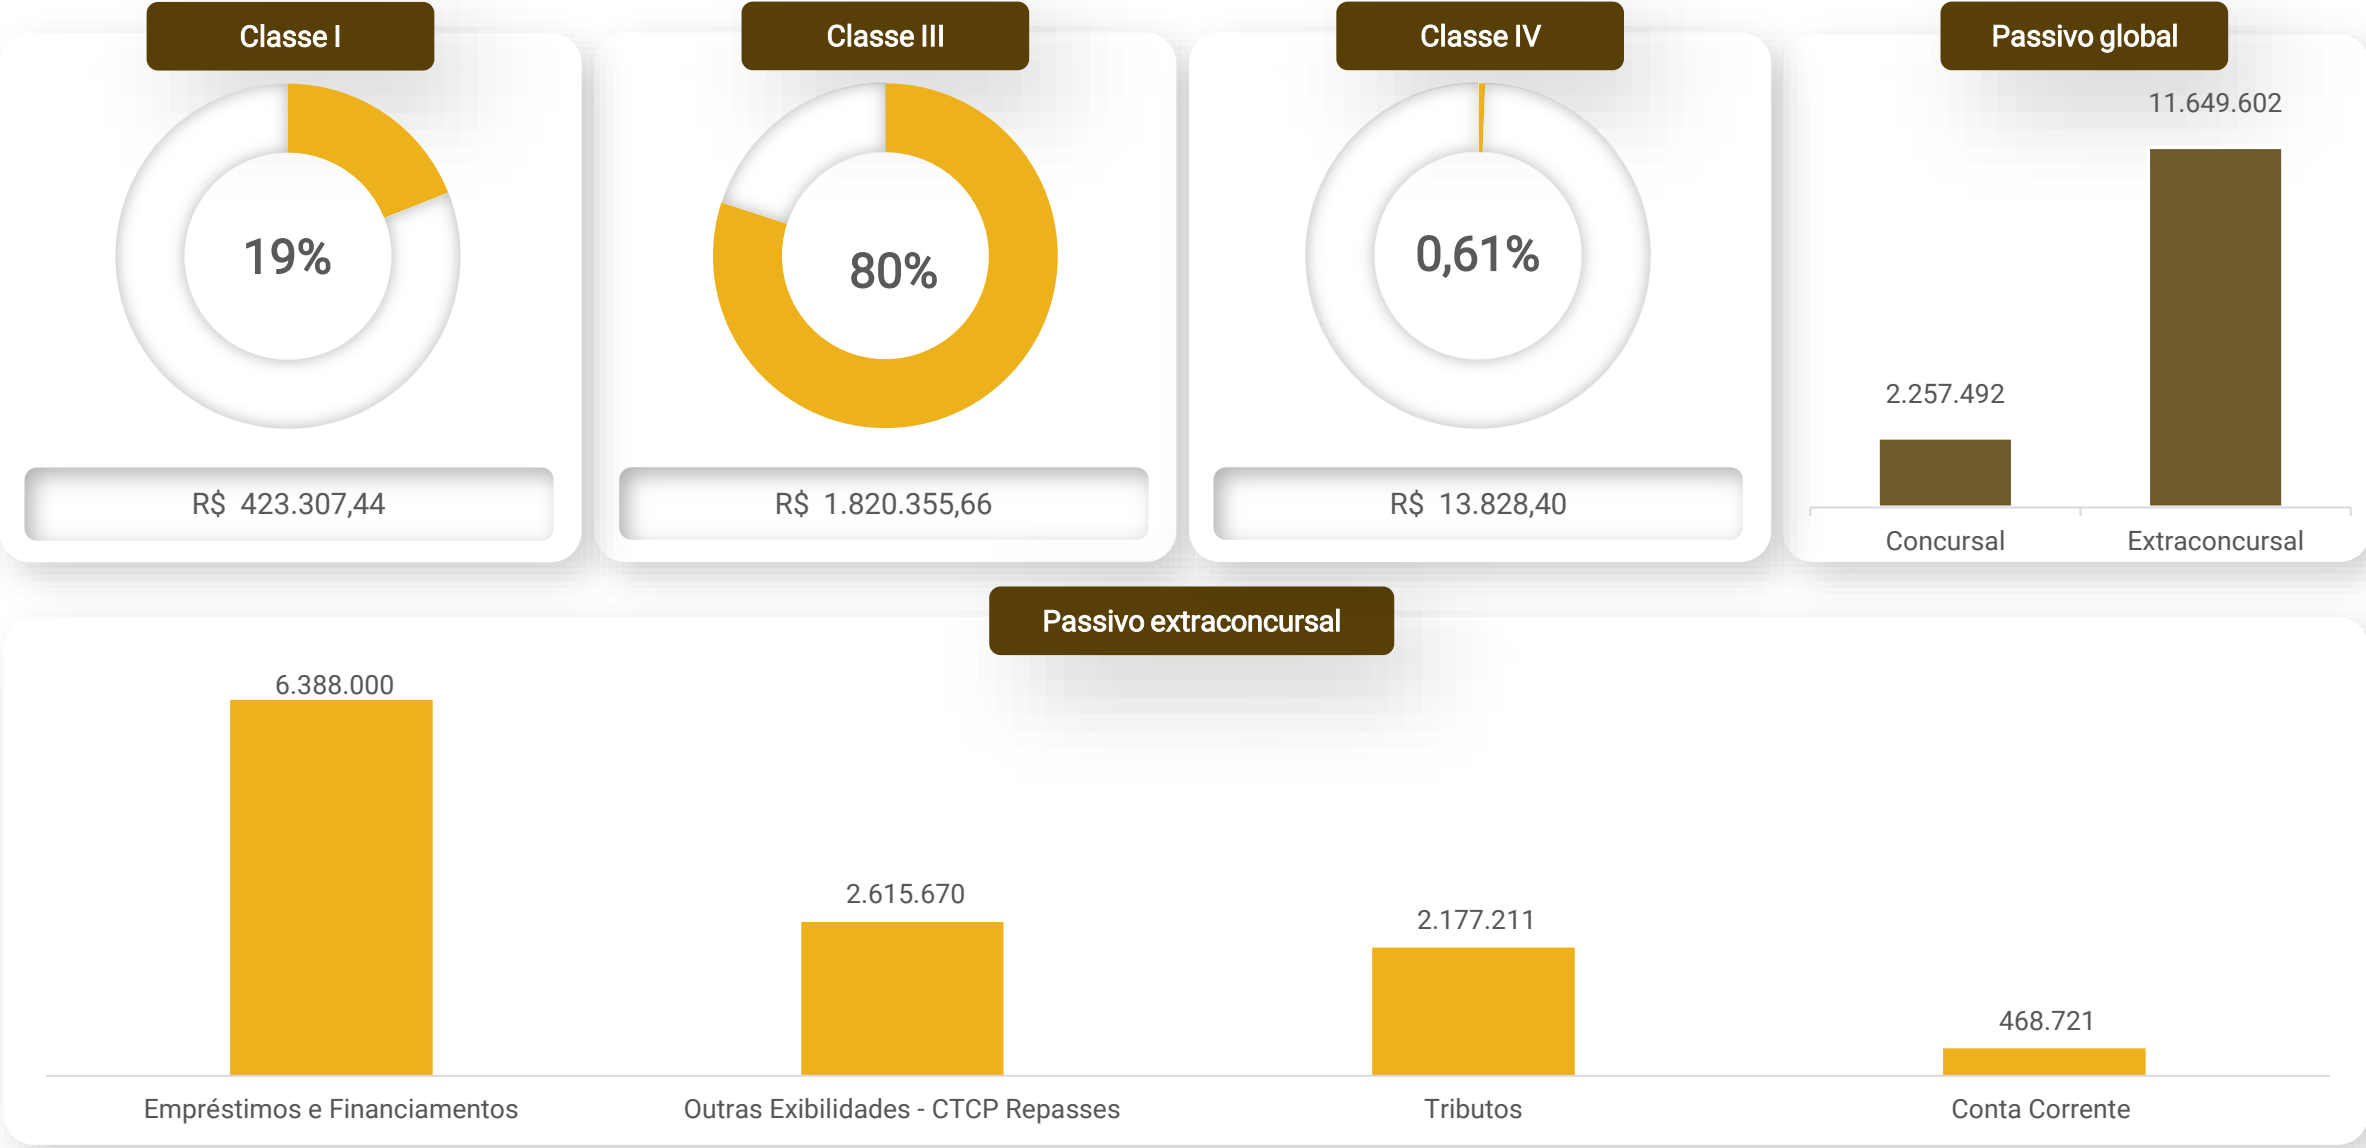 Classe I
19%
R$ 423.307,44
Classe III
80%
R$ 1.820.355,66
Classe IV
0,61%
R$ 13.828,40
Passivo global
11.649.602
2.257.492
Concursal
Extraconcursal
Passivo extraconcursal
6.388.000
2.615.670
2.177.211
468.721
Empréstimos e Financiamentos
Outras Exibilidades - CTCP Repasses
Tributos
Conta Corrente